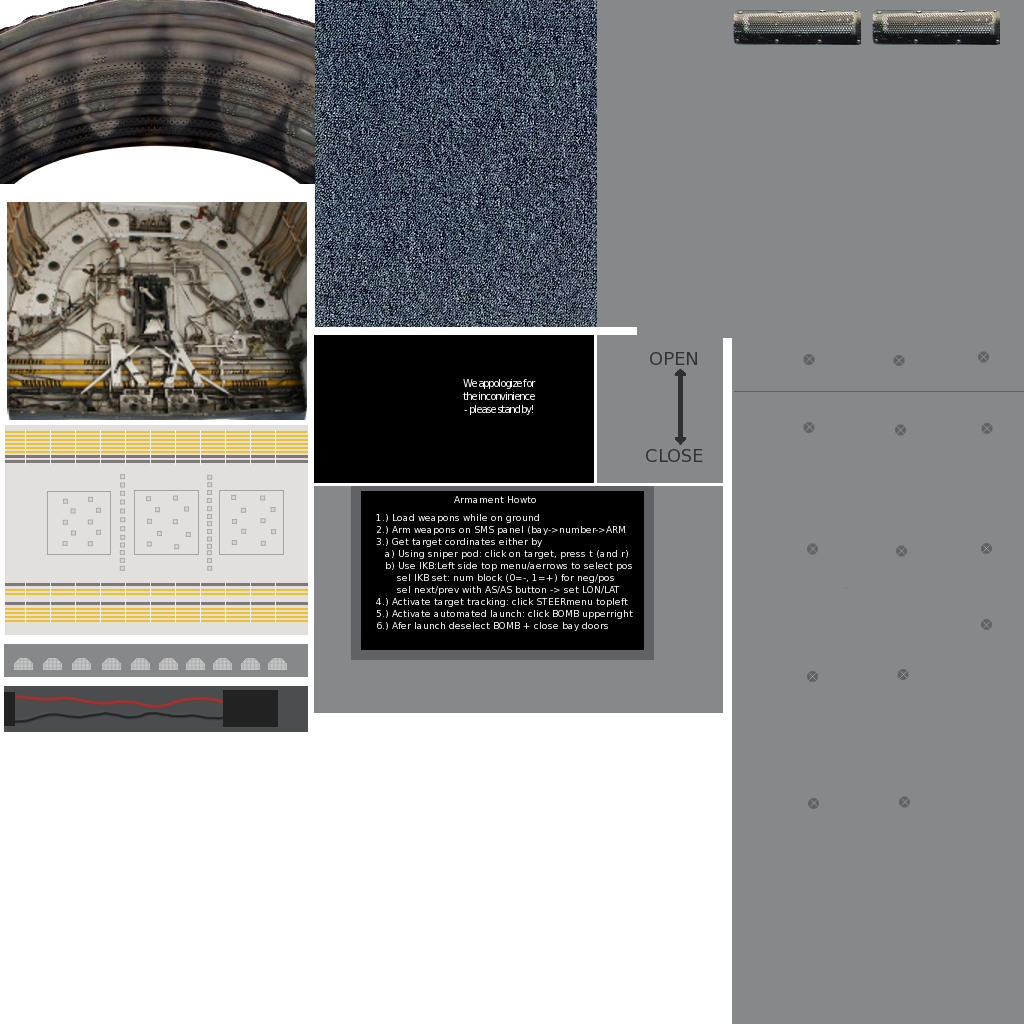 We appologize for
the inconvinience
- please stand by!
OPEN
CLOSE
Armament Howto
1.) Load weapons while on ground
2.) Arm weapons on SMS panel (bay->number->ARM
3.) Get target cordinates either by
a) Using sniper pod: click on target, press t (and r)
b) Use IKB:Left side top menu/aerrows to select pos
sel IKB set: num block (0=-, 1=+) for neg/pos
sel next/prev with AS/AS button -> set LON/LAT
4.) Activate target tracking: click STEERmenu topleft
5.) Activate automated launch: click BOMB upperright
6.) Afer launch deselect BOMB + close bay doors